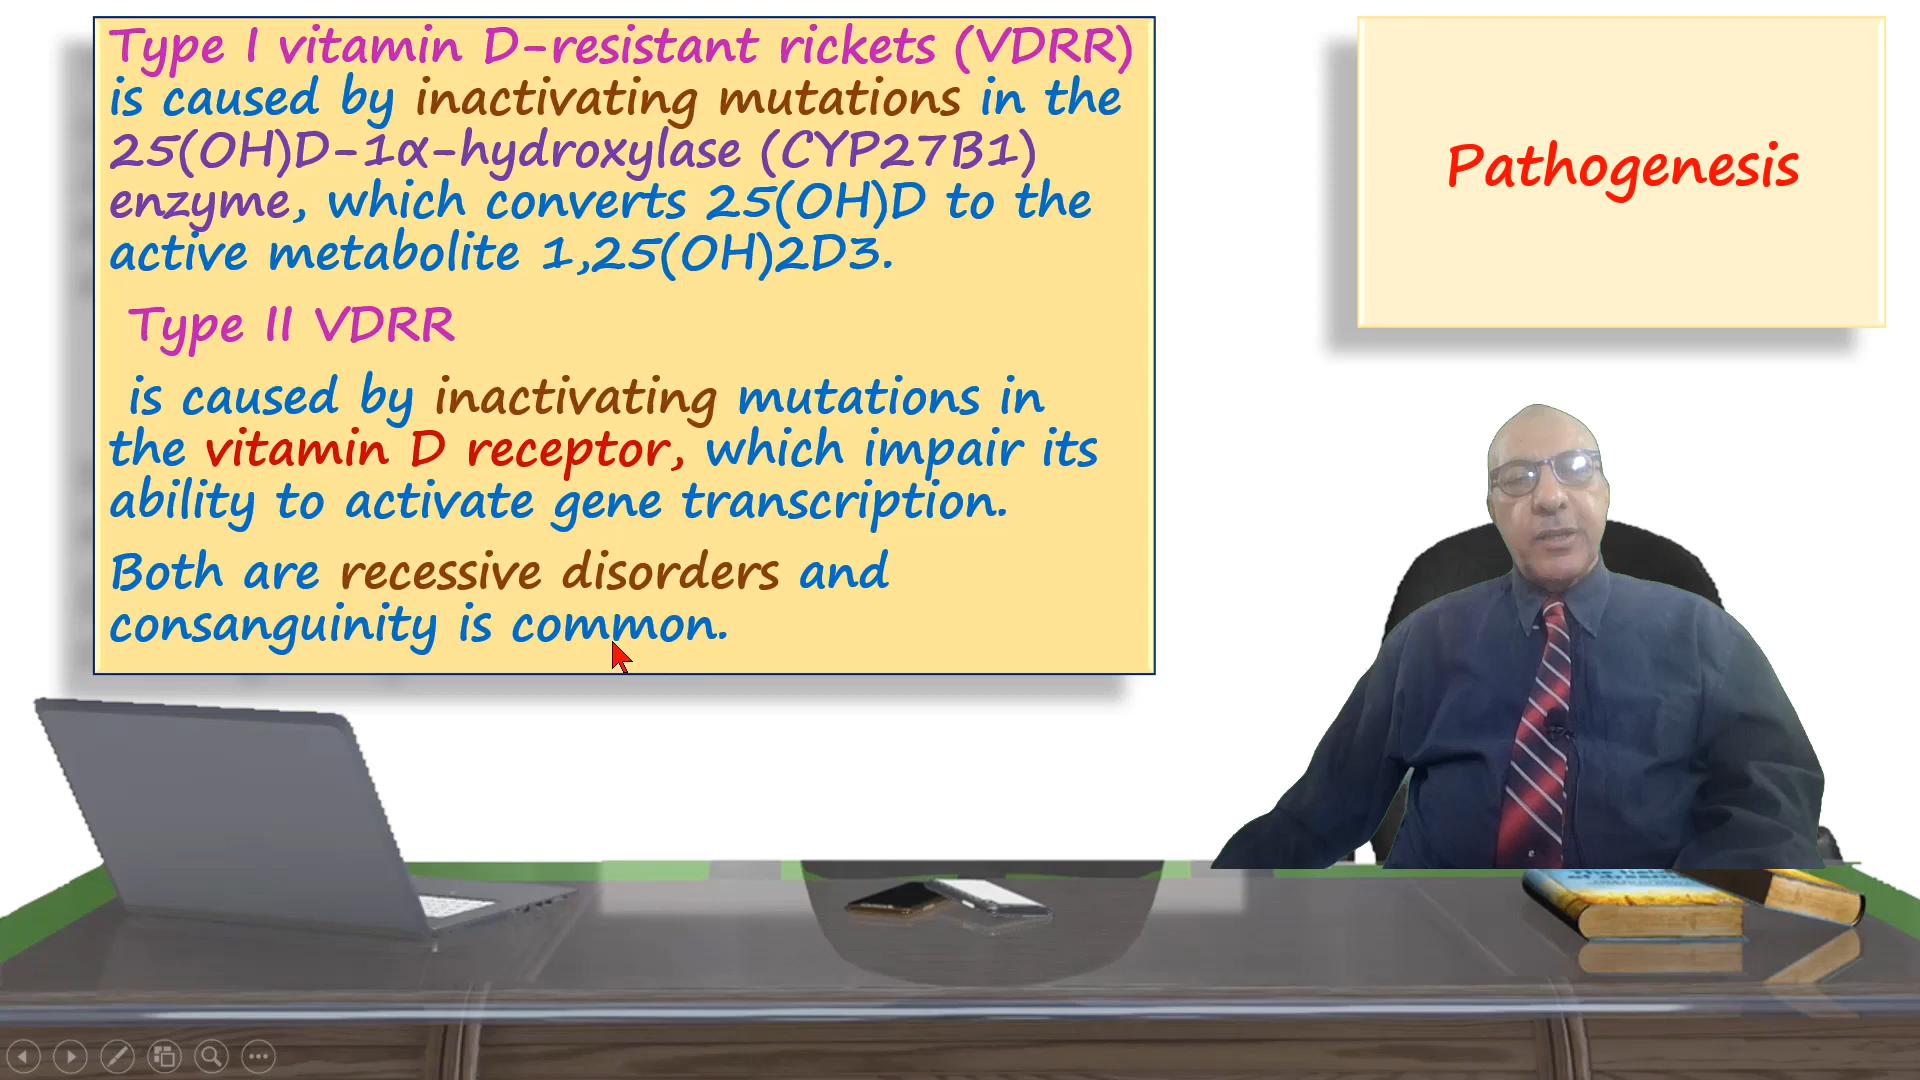 Type I vitamin D-resistant rickets (VDRR)
is caused by inactivating mutations in the
25(OH)D-1α-hydroxylase (CYP27B1)
enzyme, which converts 25(OH)D to the
active metabolite 1,25(OH)2D3.
Type II VDRR
is caused by inactivating mutations in
the vitamin D receptor, which impair its
ability to activate gene transcription.
Both are recessive disorders and
consanguinity is common.
Pathogenesis